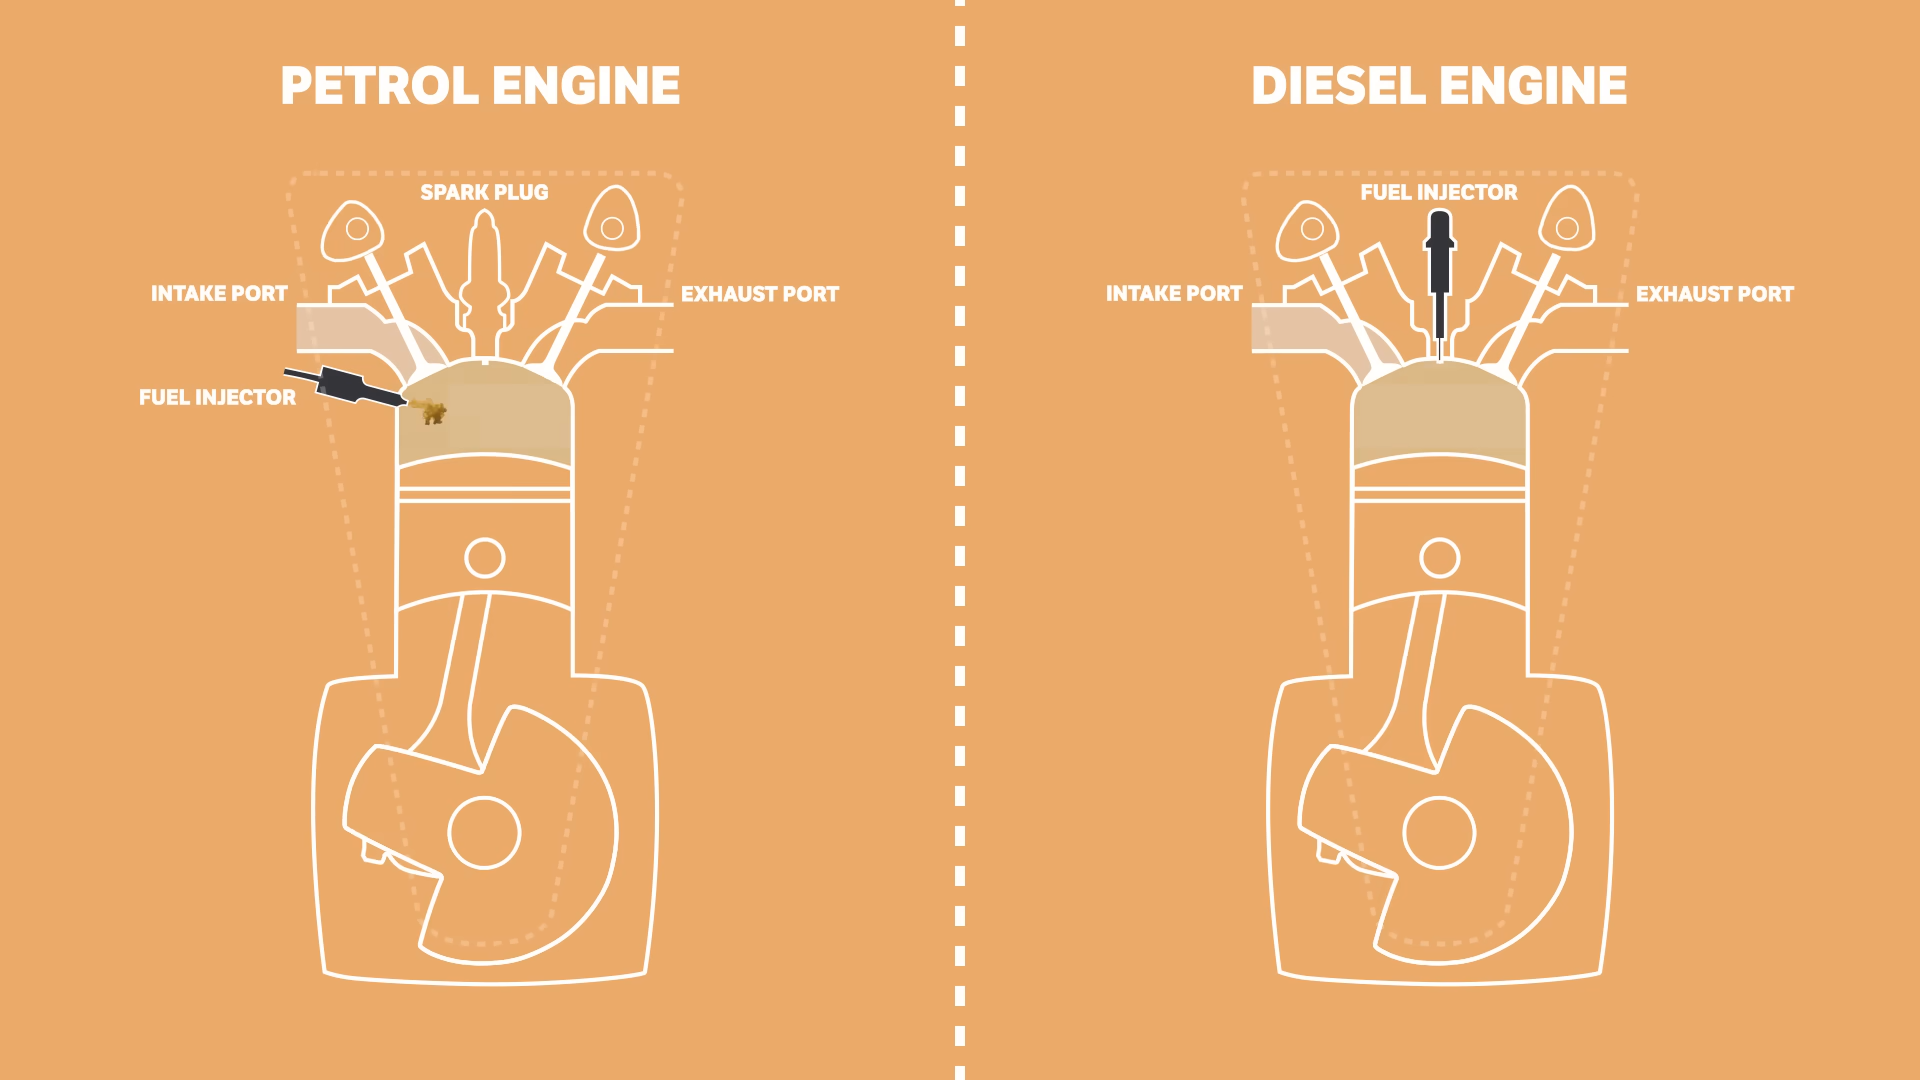 PETROL ENGINE
SPARK PLUG
INTAKE PORT
EXHAUST PORT
FUEL INJECTOR
DIESEL ENGINE
FUEL INJECTOR
INTAKE PORT
EXHAUST PORT